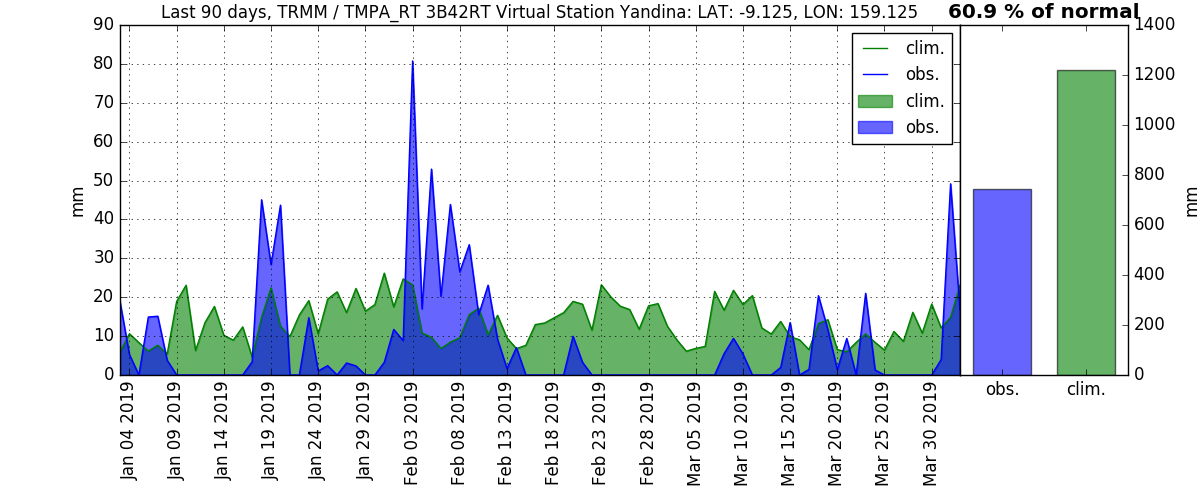 Last 90 days, TRMM / TMPA_RT 3B42RT Virtual Station Yandina: LAT: -9.125, LON: 159.125
60.9 % of normal
90
80
70
60
50
40
30
20
10
0
mm
clim.
obs.
clim.
obs.
1400
1200
1000
800
600
400
200
0
mm
obs.
clim.
Jan 04 2019
Jan 09 2019
Jan 14 2019
Jan 19 2019
Jan 24 2019
Jan 29 2019
Feb 03 2019
Feb 08 2019
Feb 13 2019
Feb 18 2019
Feb 23 2019
Feb 28 2019
Mar 05 2019
Mar 10 2019
Mar 15 2019
Mar 20 2019
Mar 25 2019
Mar 30 2019